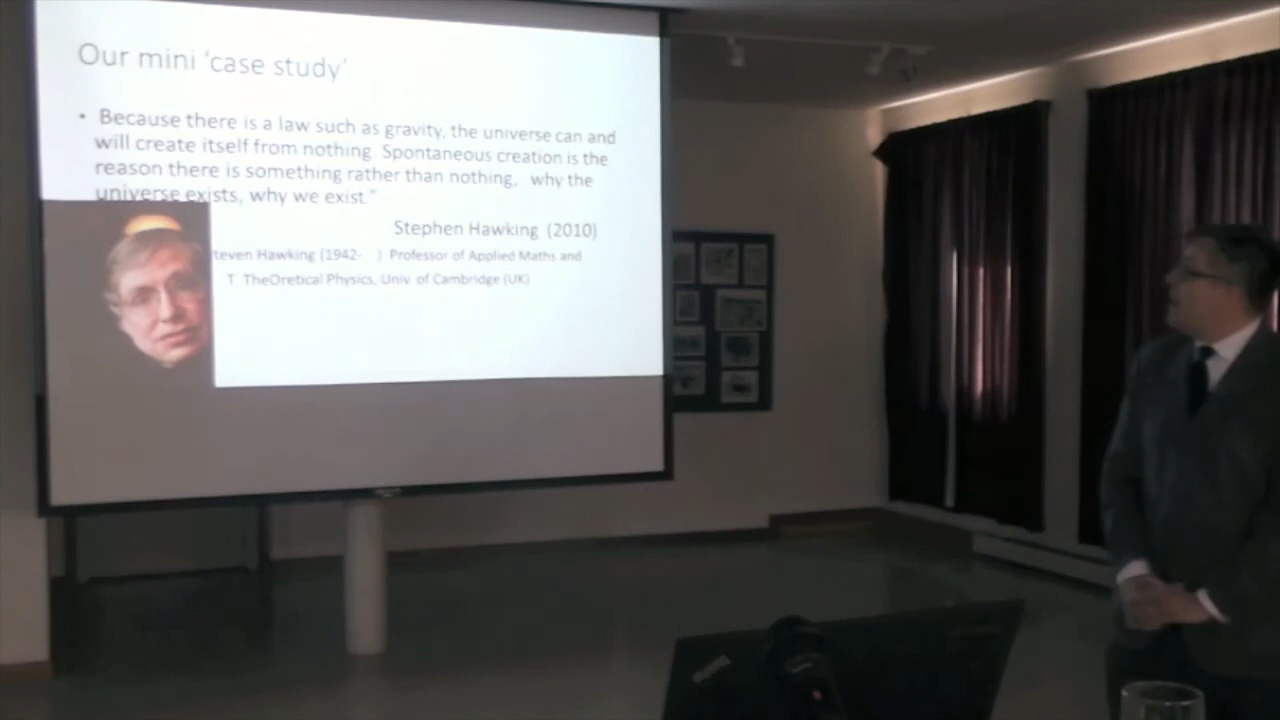 Our mini 'case study'
• Because there is a law such as gravity, the universe can and
will create itself from nothing Spontaneous creation is the
reason there is something rather than nothing, why the
universe exists, why we exist "
Stephen Hawking (2010)
teven Hawking (1942- ) Professor of Applied Maths and
T TheOretical Physics, Univ. of Cambridge (UK)